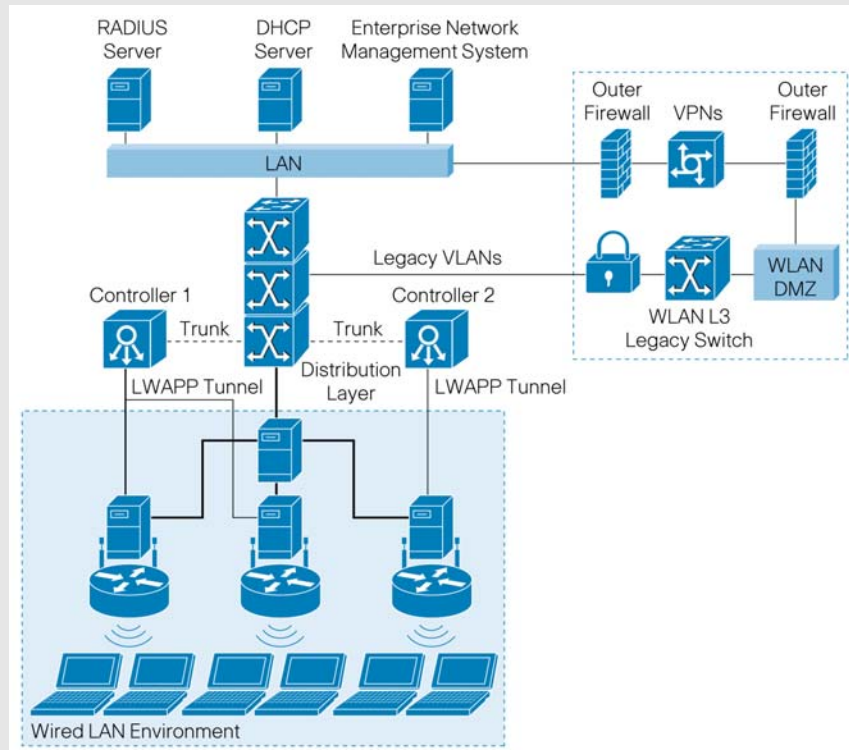 RADIUS
Server
DHCP
Server
Enterprise Network
Management System
Outer
Firewall
VPNs
Outer
Firewall
LAN
Legacy VLANs
WLAN
DMZ
WLAN L3
Legacy Switch
Controller 1
Controller 2
Trunk
Trunk
Distribution
Layer
LWAPP Tunnel
LWAPP Tunnel
Wired LAN Environment